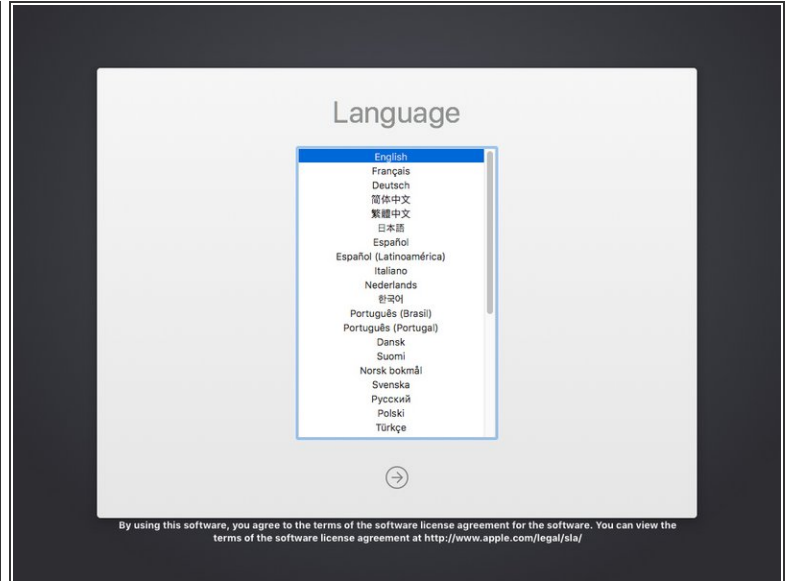 Language
English
Français
Deutsch
简体中文
繁體中文
日本語
Español
Español (Latinoamérica)
Italiano
Nederlands
한국어
Português (Brasil)
Português (Portugal)
Dansk
Suomi
Norsk bokmål
Svenska
Русский
Polski
Türkçe
By using this software, you agree to the terms of the software license agreement for the software. You can view the
terms of the software license agreement at http://www.apple.com/legal/sla/